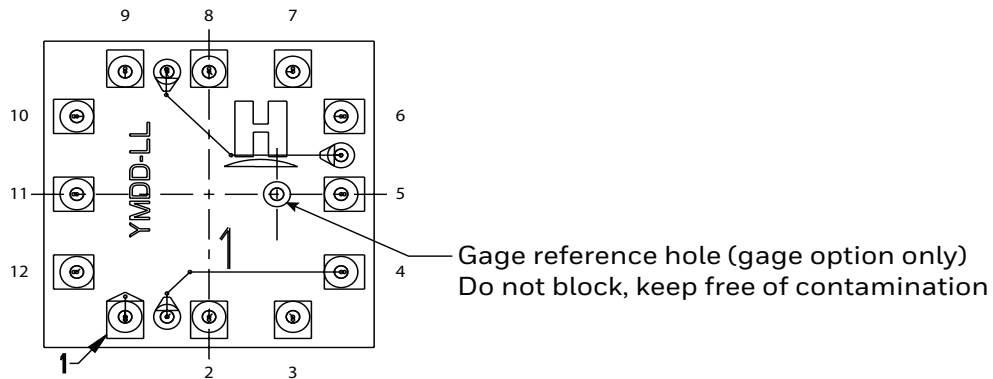 9 8 7
10 6
YMDD-LL
H
11 5
1
Gage reference hole (gage option only)
12 4
Do not block, keep free of contamination
1
2 3